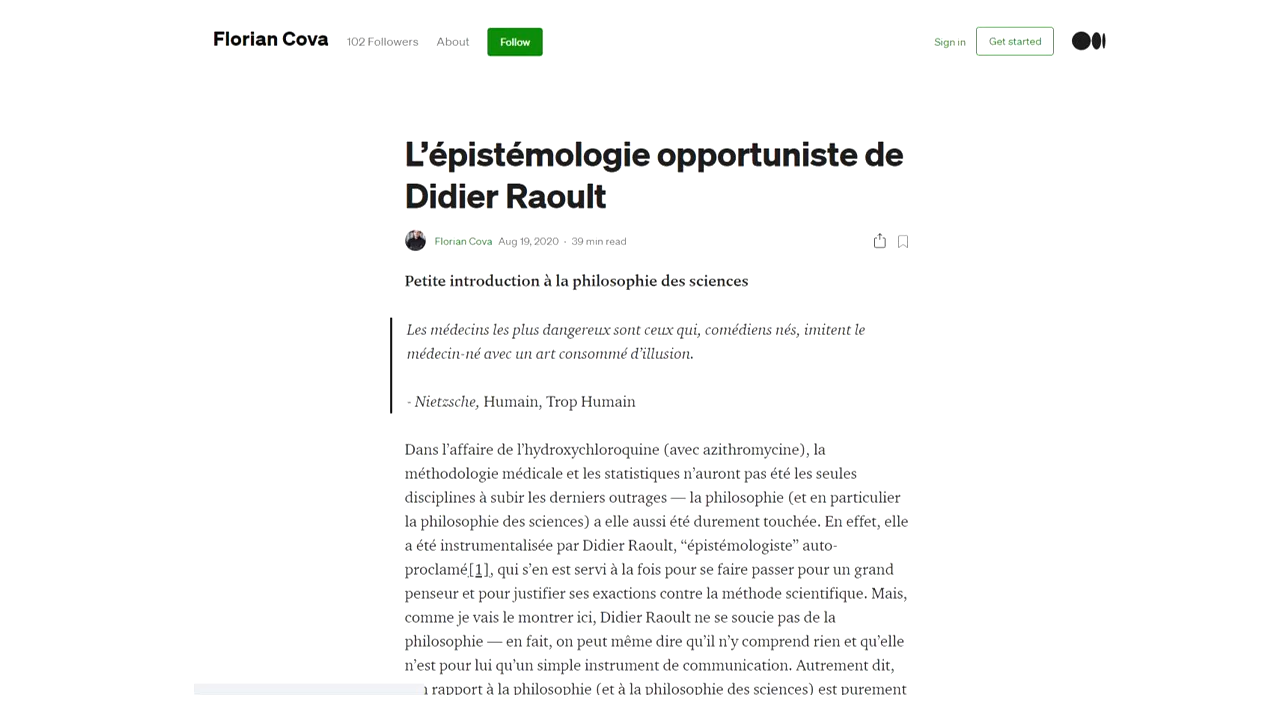 Florian Cova 102 Followers About Follow Sign in Get started
L’épistémologie opportuniste de
Didier Raoult
Florian Cova Aug 19, 2020 · 39 min read
Petite introduction à la philosophie des sciences
Les médecins les plus dangereux sont ceux qui, comédiens nés, imitent le
médecin-né avec un art consommé d’illusion.
- Nietzsche, Humain, Trop Humain
Dans l’affaire de l’hydroxychloroquine (avec azithromycine), la
méthodologie médicale et les statistiques n’auront pas été les seules
disciplines à subir les derniers outrages — la philosophie (et en particulier
la philosophie des sciences) a elle aussi été durement touchée. En effet, elle
a été instrumentalisée par Didier Raoult, “épistémologiste” auto-
proclamé[1], qui s’en est servi à la fois pour se faire passer pour un grand
penseur et pour justifier ses exactions contre la méthode scientifique. Mais,
comme je vais le montrer ici, Didier Raoult ne se soucie pas de la
philosophie — en fait, on peut même dire qu’il n’y comprend rien et qu’elle
n’est pour lui qu’un simple instrument de communication. Autrement dit,
rapport à la philosophie (et à la philosophie des sciences) est purement